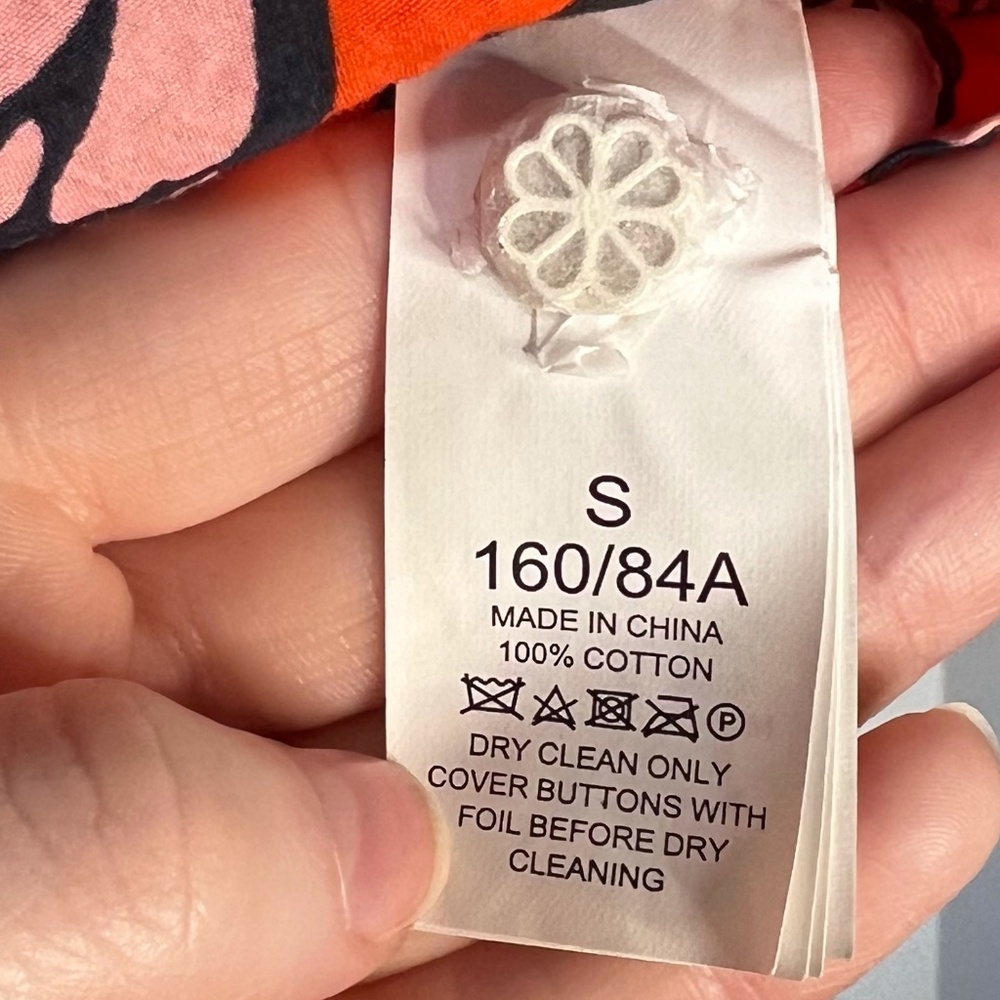 S
160/84A
MADE IN CHINA
100% COTTON
P
DRY CLEAN ONLY
COVER BUTTONS WITH
FOIL BEFORE DRY
CLEANING